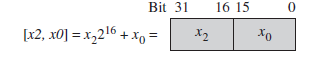 Bit 31 16 15 0
[x2, x0] = x₂2¹⁶ + x₀ = x₂ x₀